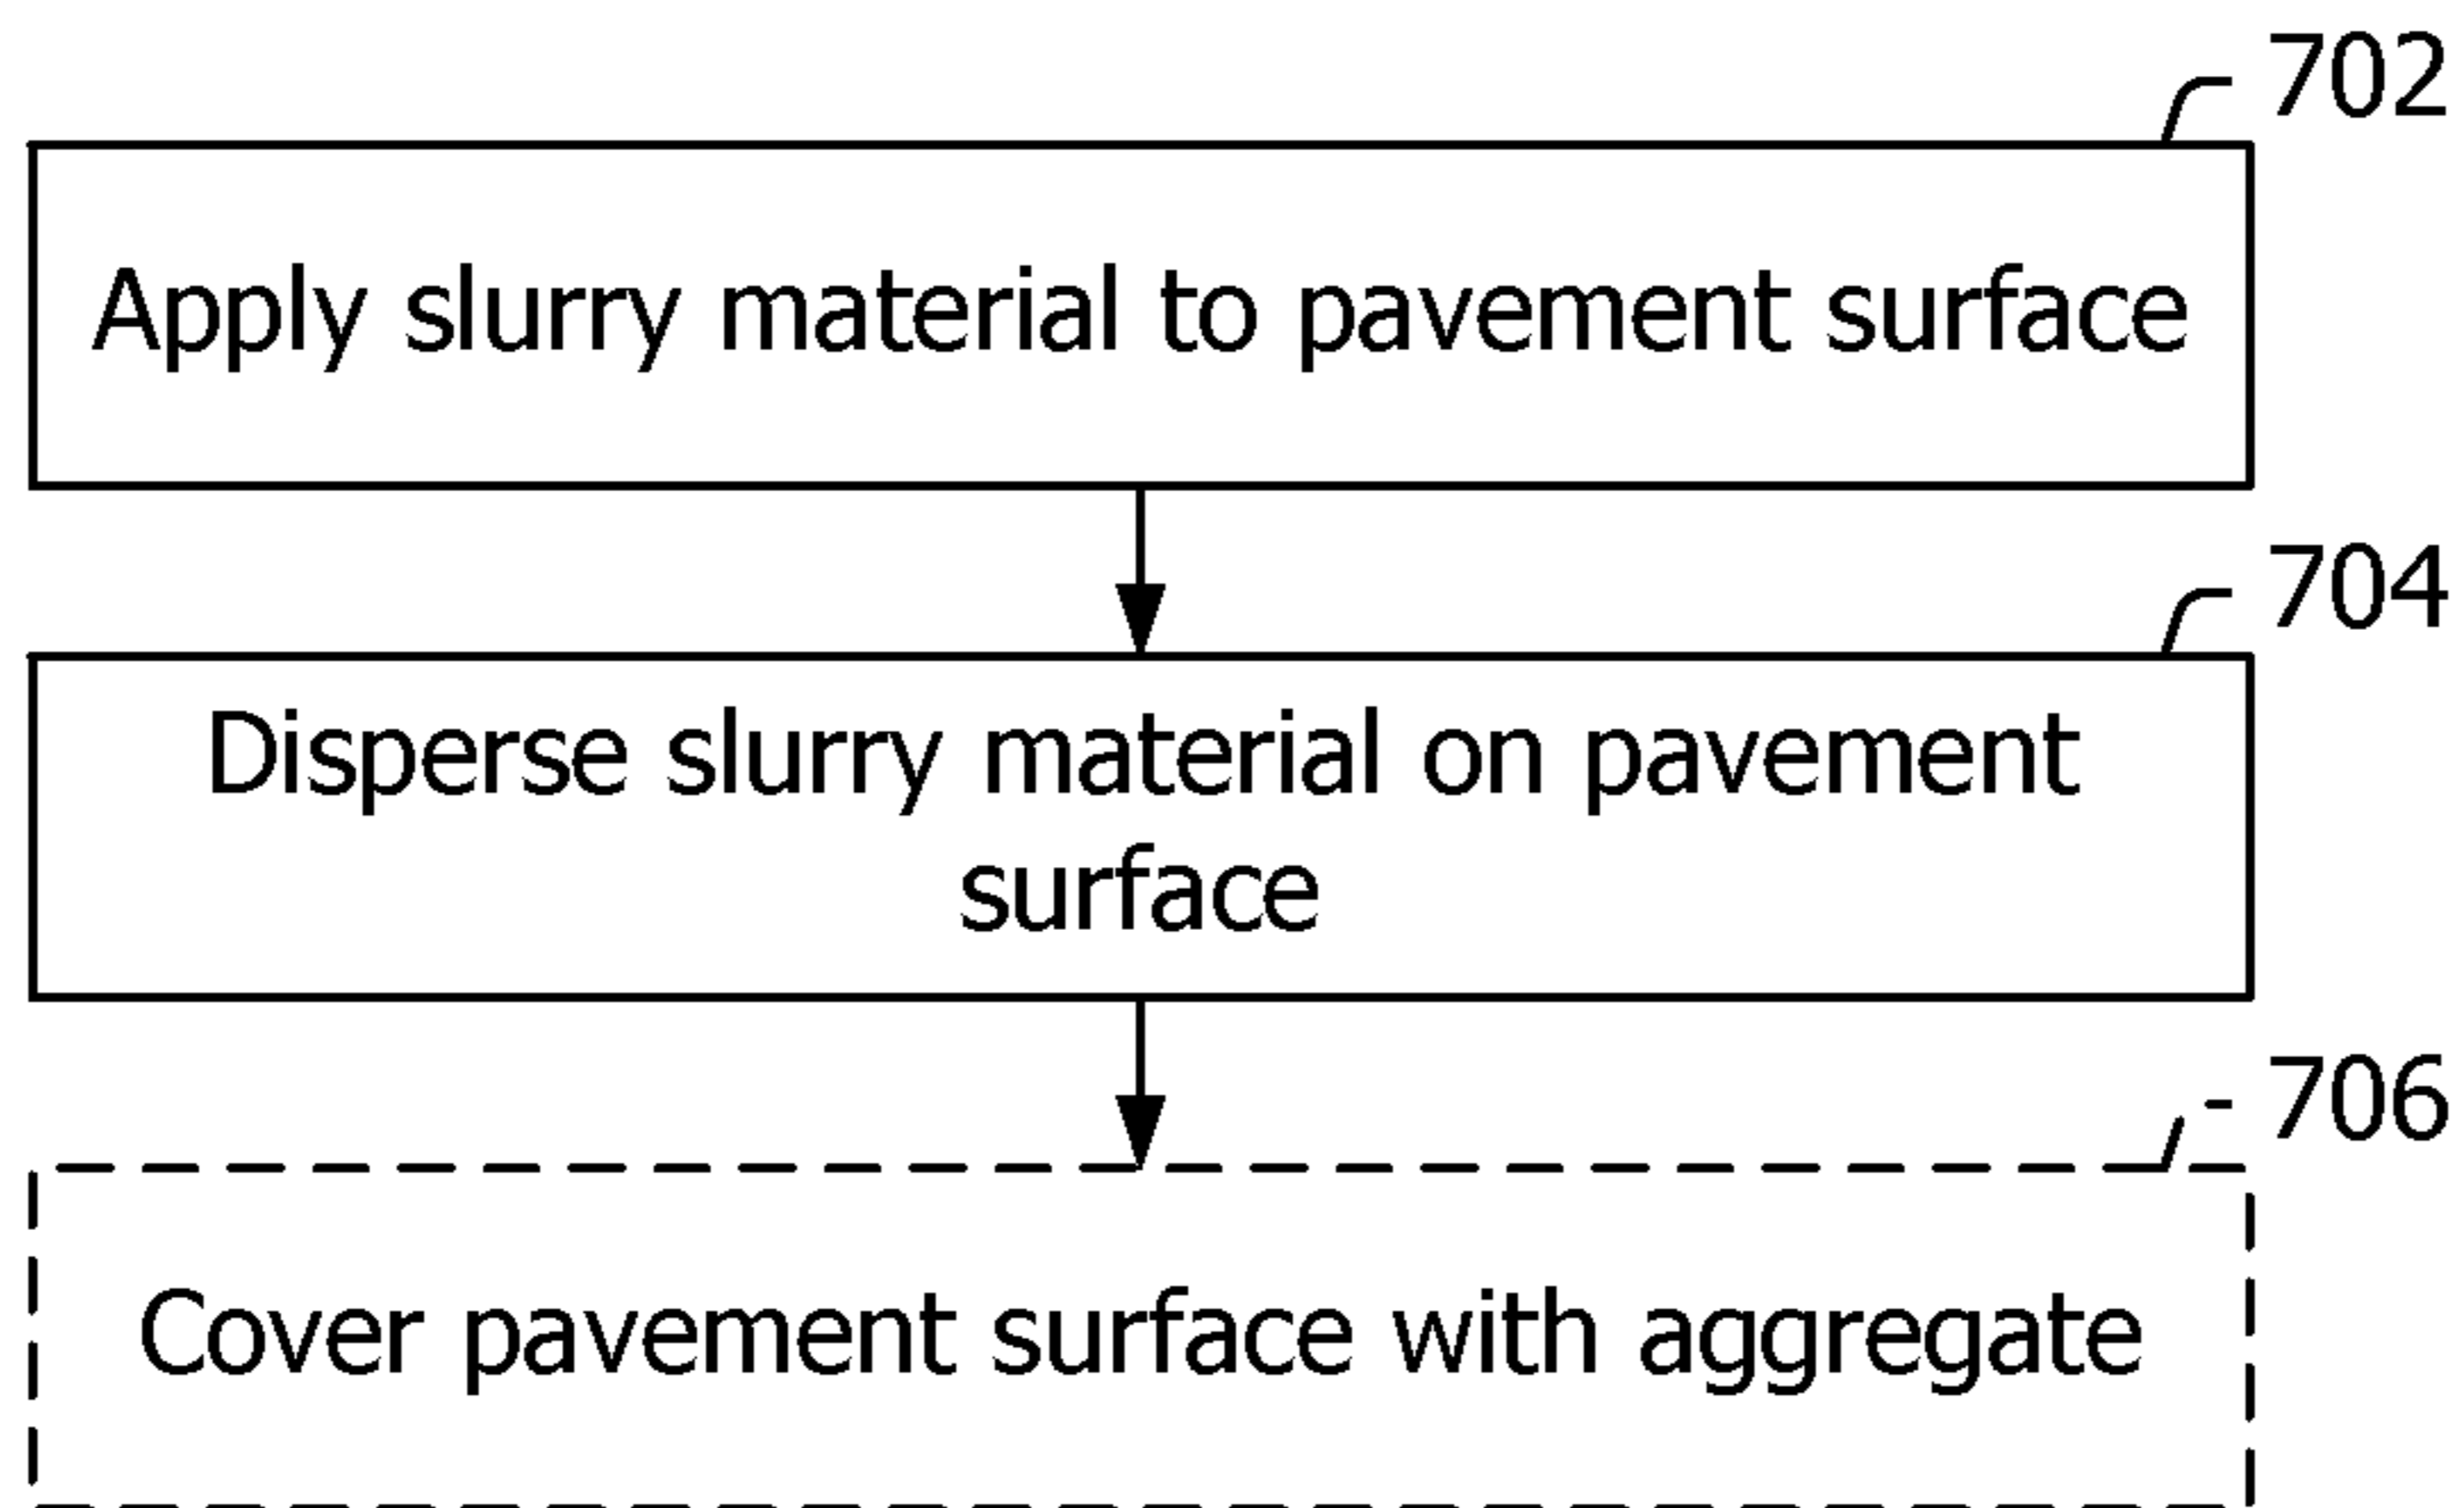 702
Apply slurry material to pavement surface
704
Disperse slurry material on pavement
surface
706
Cover pavement surface with aggregate